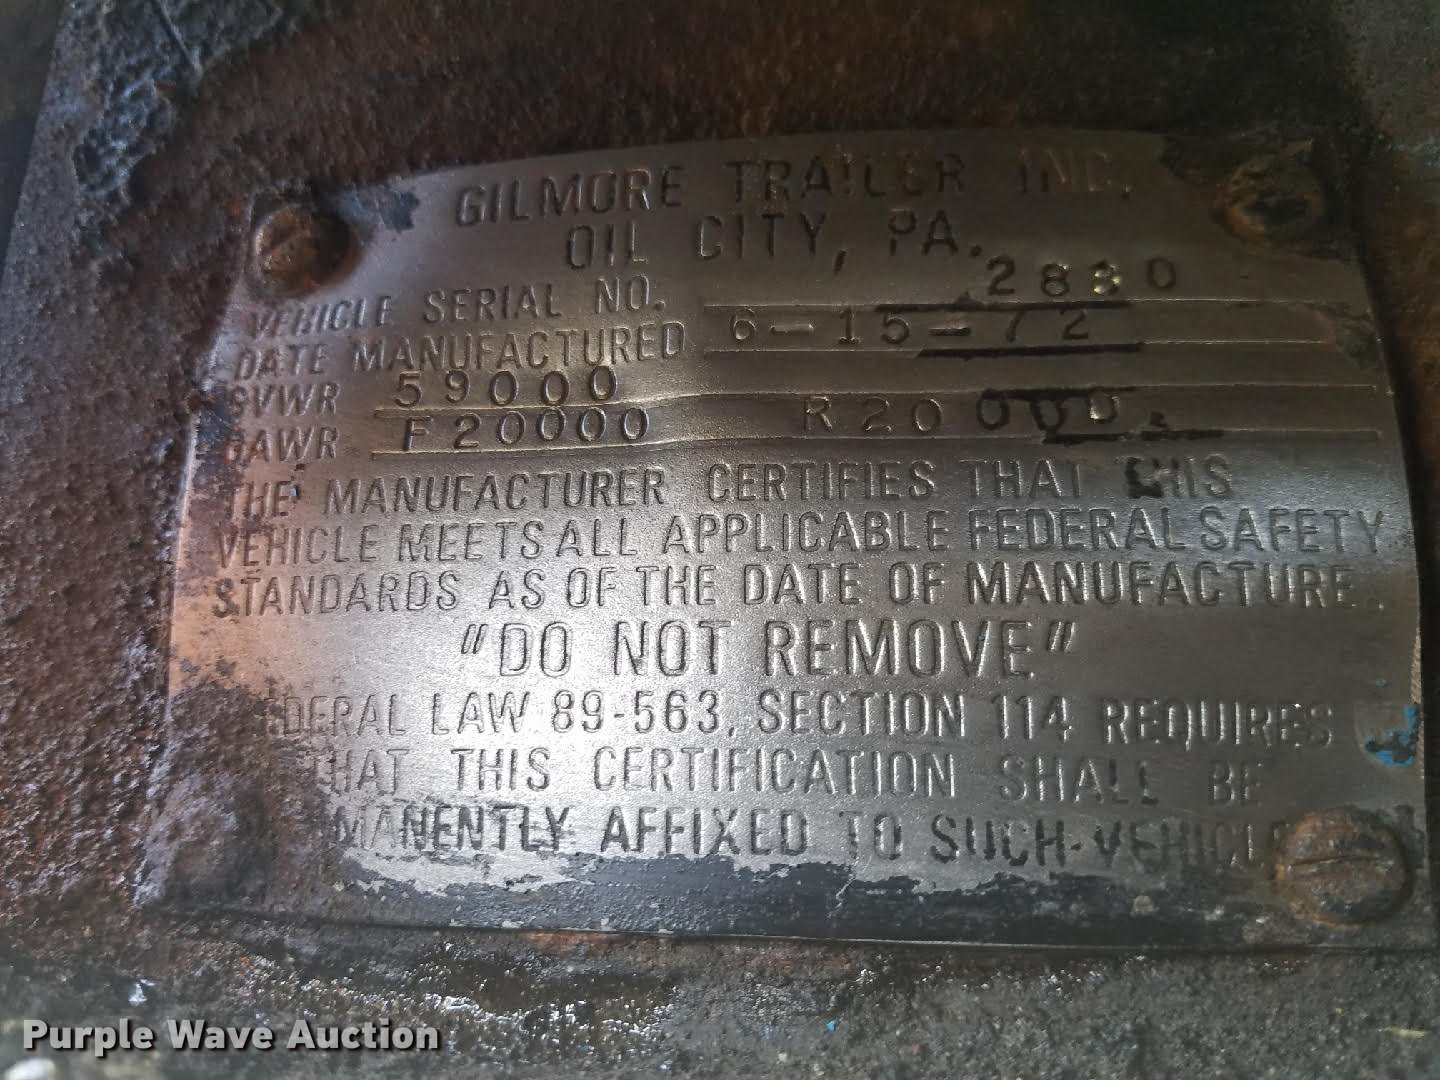 GILMORE TRAILER INC.
OIL CITY, PA.
VEHICLE SERIAL NO. 2880
DATE MANUFACTURED 6-15-72
GVWR 59000
GAWR F20000 R20000
THE MANUFACTURER CERTIFIES THAT THIS
VEHICLE MEETS ALL APPLICABLE FEDERAL SAFETY
STANDARDS AS OF THE DATE OF MANUFACTURE.
"DO NOT REMOVE"
FEDERAL LAW 89-563, SECTION 114 REQUIRES
THAT THIS CERTIFICATION SHALL BE
PERMANENTLY AFFIXED TO SUCH VEHICLE
Purple Wave Auction